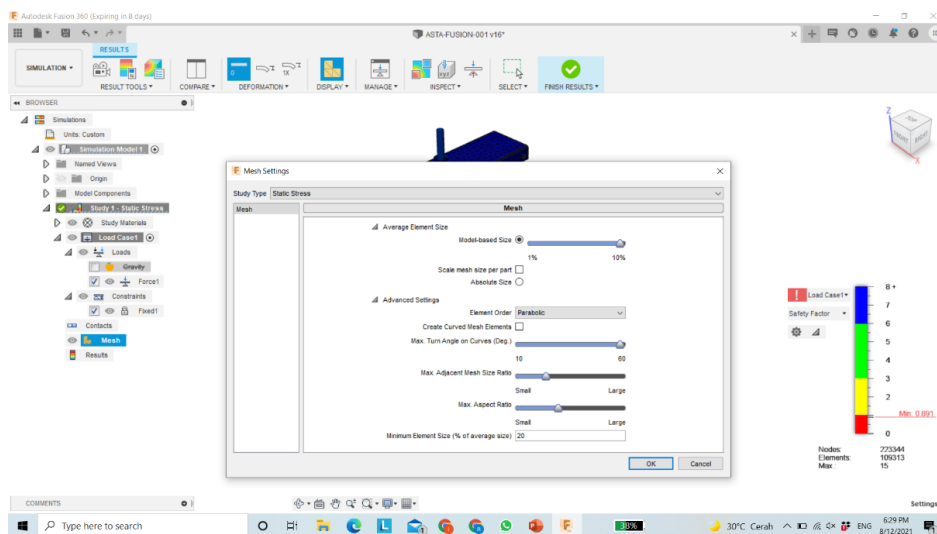 Autodesk Fusion 360 (Expiring in 8 days)
ASTA-FUSION-001 v16*
RESULTS
SIMULATION
RESULT TOOLS COMPARE DEFORMATION DISPLAY MANAGE INSPECT SELECT FINISH RESULTS
BROWSER
Simulations
Units: Custom
Simulation Model 1
Named Views
Origin
Model Components
Study 1 - Static Stress
Study Materials
Load Case1
Loads
Gravity
Force1
Constraints
Fixed1
Contacts
Mesh
Results
TOP
FRONT RIGHT
Z
X
Mesh Settings
Study Type Static Stress
Mesh
Mesh
Average Element Size
Model-based Size
1% 10%
Scale mesh size per part
Absolute Size
Advanced Settings
Element Order Parabolic
Create Curved Mesh Elements
Max. Turn Angle on Curves (Deg.)
10 60
Max. Adjacent Mesh Size Ratio
Small Large
Max. Aspect Ratio
Small Large
Minimum Element Size (% of average size) 20
OK Cancel
Load Case1
Safety Factor
8+
7
6
5
4
3
2
Min: 0.891
0
Nodes: 223344
Elements: 109313
Max.: 15
COMMENTS
Settings
Type here to search
38%
30°C Cerah
ENG
6:29 PM
8/12/2021